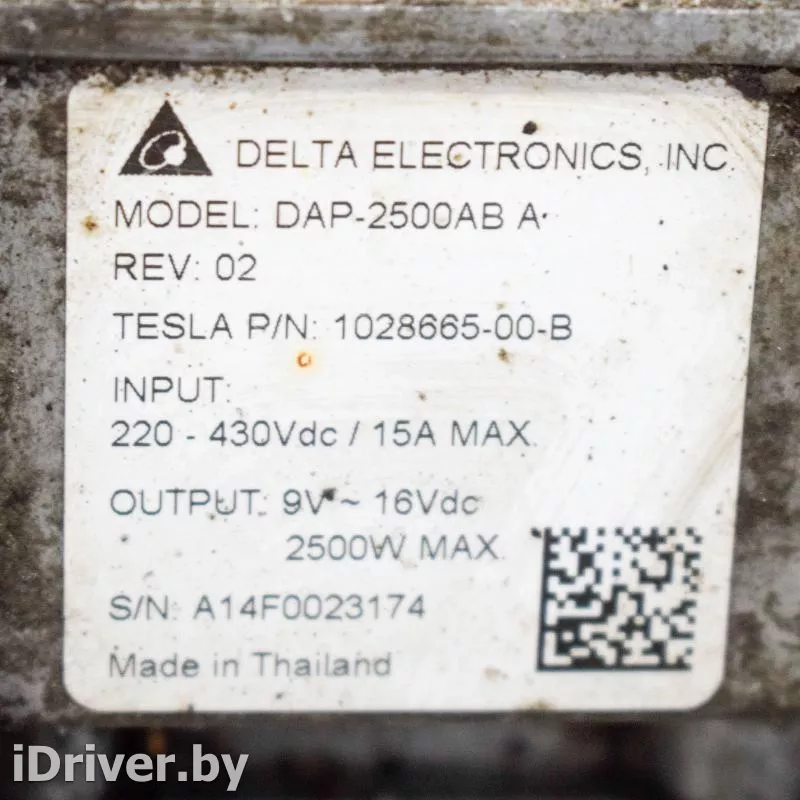 DELTA ELECTRONICS, INC.
MODEL: DAP-2500AB A
REV: 02
TESLA P/N: 1028665-00-B
INPUT:
220 - 430Vdc / 15A MAX.
OUTPUT: 9V ~ 16Vdc
2500W MAX.
S/N: A14F0023174
Made in Thailand
iDriver.by